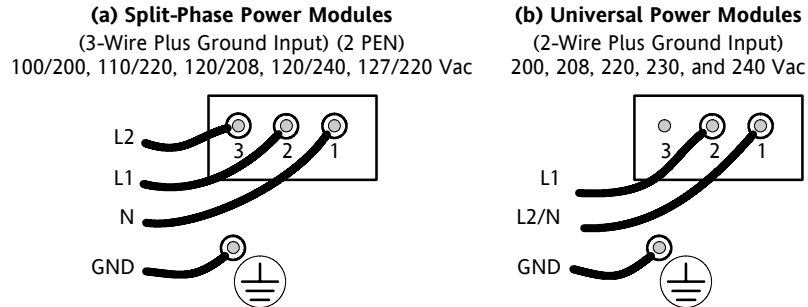 (a) Split-Phase Power Modules
(3-Wire Plus Ground Input) (2 PEN)
100/200, 110/220, 120/208, 120/240, 127/220 Vac
L2
3 2 1
L1
N
GND
(b) Universal Power Modules
(2-Wire Plus Ground Input)
200, 208, 220, 230, and 240 Vac
3 2 1
L1
L2/N
GND